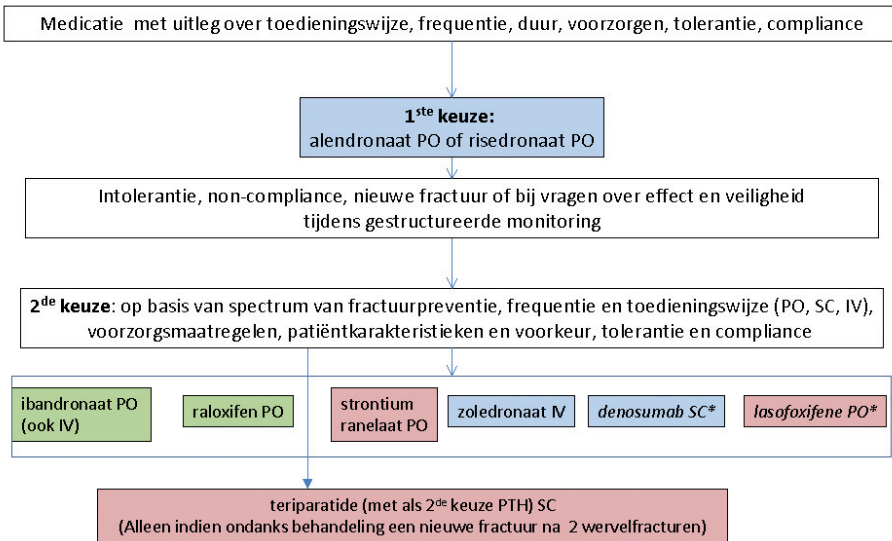 Medicatie met uitleg over toedieningswijze, frequentie, duur, voorzorgen, tolerantie, compliance
1ste keuze:
alendronaat PO of risedronaat PO
Intolerantie, non-compliance, nieuwe fractuur of bij vragen over effect en veiligheid
tijdens gestructureerde monitoring
2de keuze: op basis van spectrum van fractuurpreventie, frequentie en toedieningswijze (PO, SC, IV),
voorzorgsmaatregelen, patiëntkarakteristieken en voorkeur, tolerantie en compliance
ibandronaat PO
(ook IV)
raloxifen PO
strontium
ranelaat PO
zoledronaat IV
denosumab SC*
lasofoxifene PO*
teriparatide (met als 2de keuze PTH) SC
(Alleen indien ondanks behandeling een nieuwe fractuur na 2 wervelfracturen)